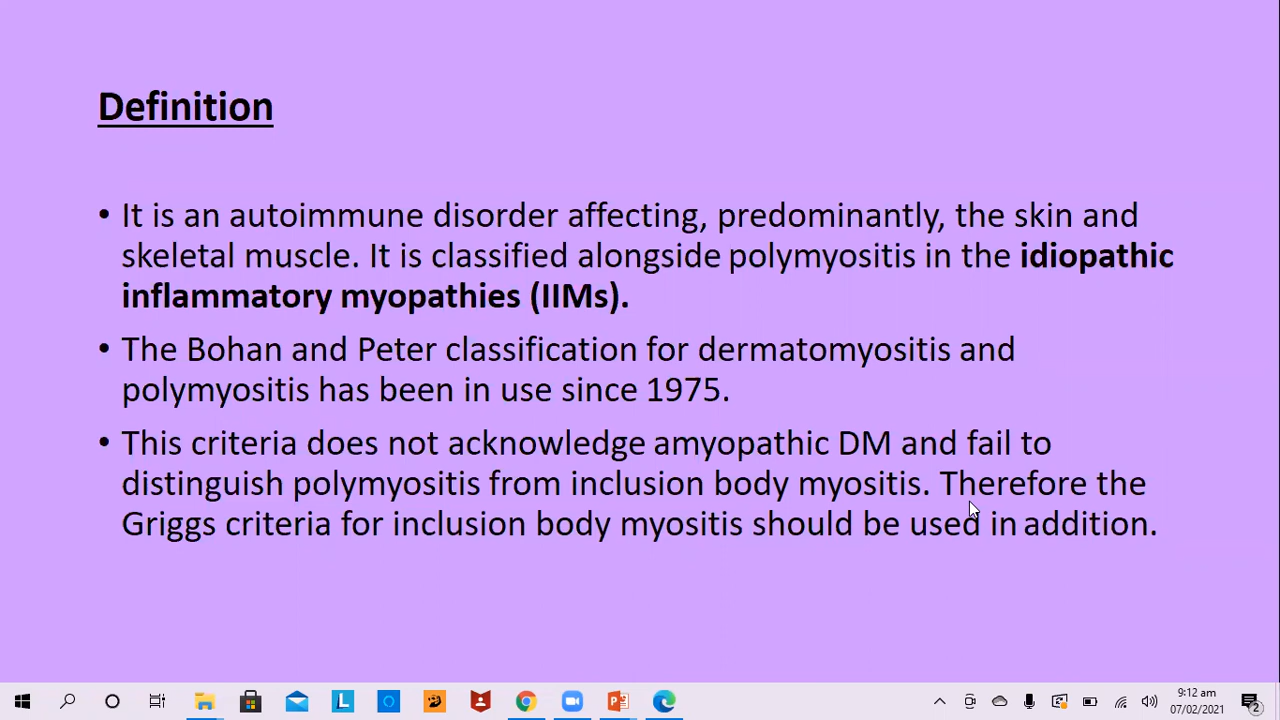 Definition
• It is an autoimmune disorder affecting, predominantly, the skin and
skeletal muscle. It is classified alongside polymyositis in the idiopathic
inflammatory myopathies (IIMs).
• The Bohan and Peter classification for dermatomyositis and
polymyositis has been in use since 1975.
• This criteria does not acknowledge amyopathic DM and fail to
distinguish polymyositis from inclusion body myositis. Therefore the
Griggs criteria for inclusion body myositis should be used in addition.
9:12 am
07/02/2021
2